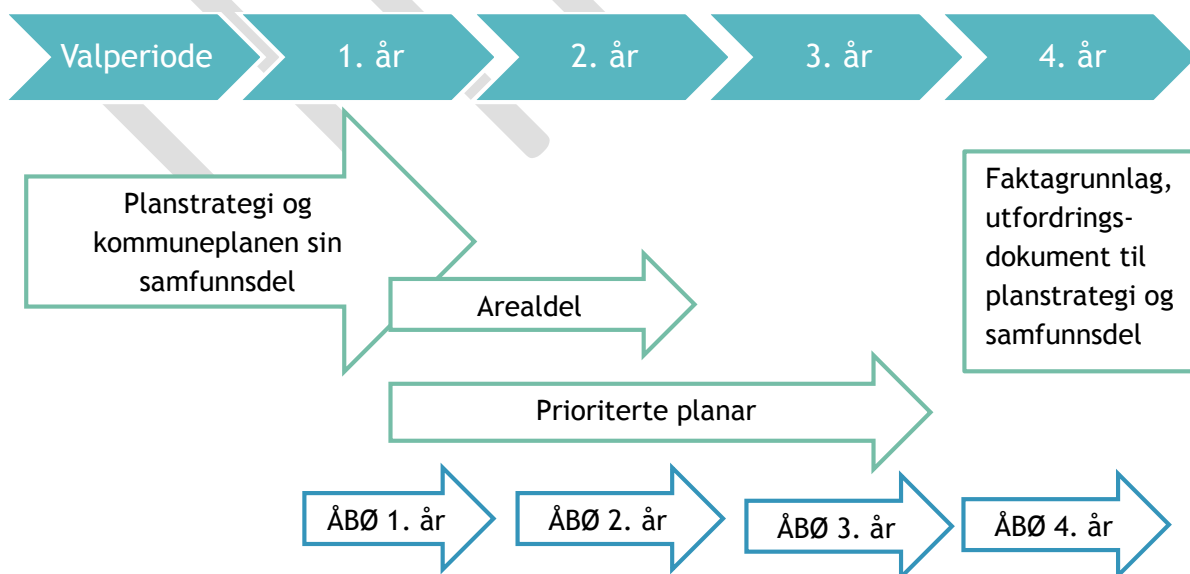 Valperiode
1. år
2. år
3. år
4. år
Planstrategi og
kommuneplanen sin
samfunnsdel
Arealdel
Prioriterte planar
Faktagrunnlag,
utfordrings-
dokument til
planstrategi og
samfunnsdel
ÅBØ 1. år
ÅBØ 2. år
ÅBØ 3. år
ÅBØ 4. år